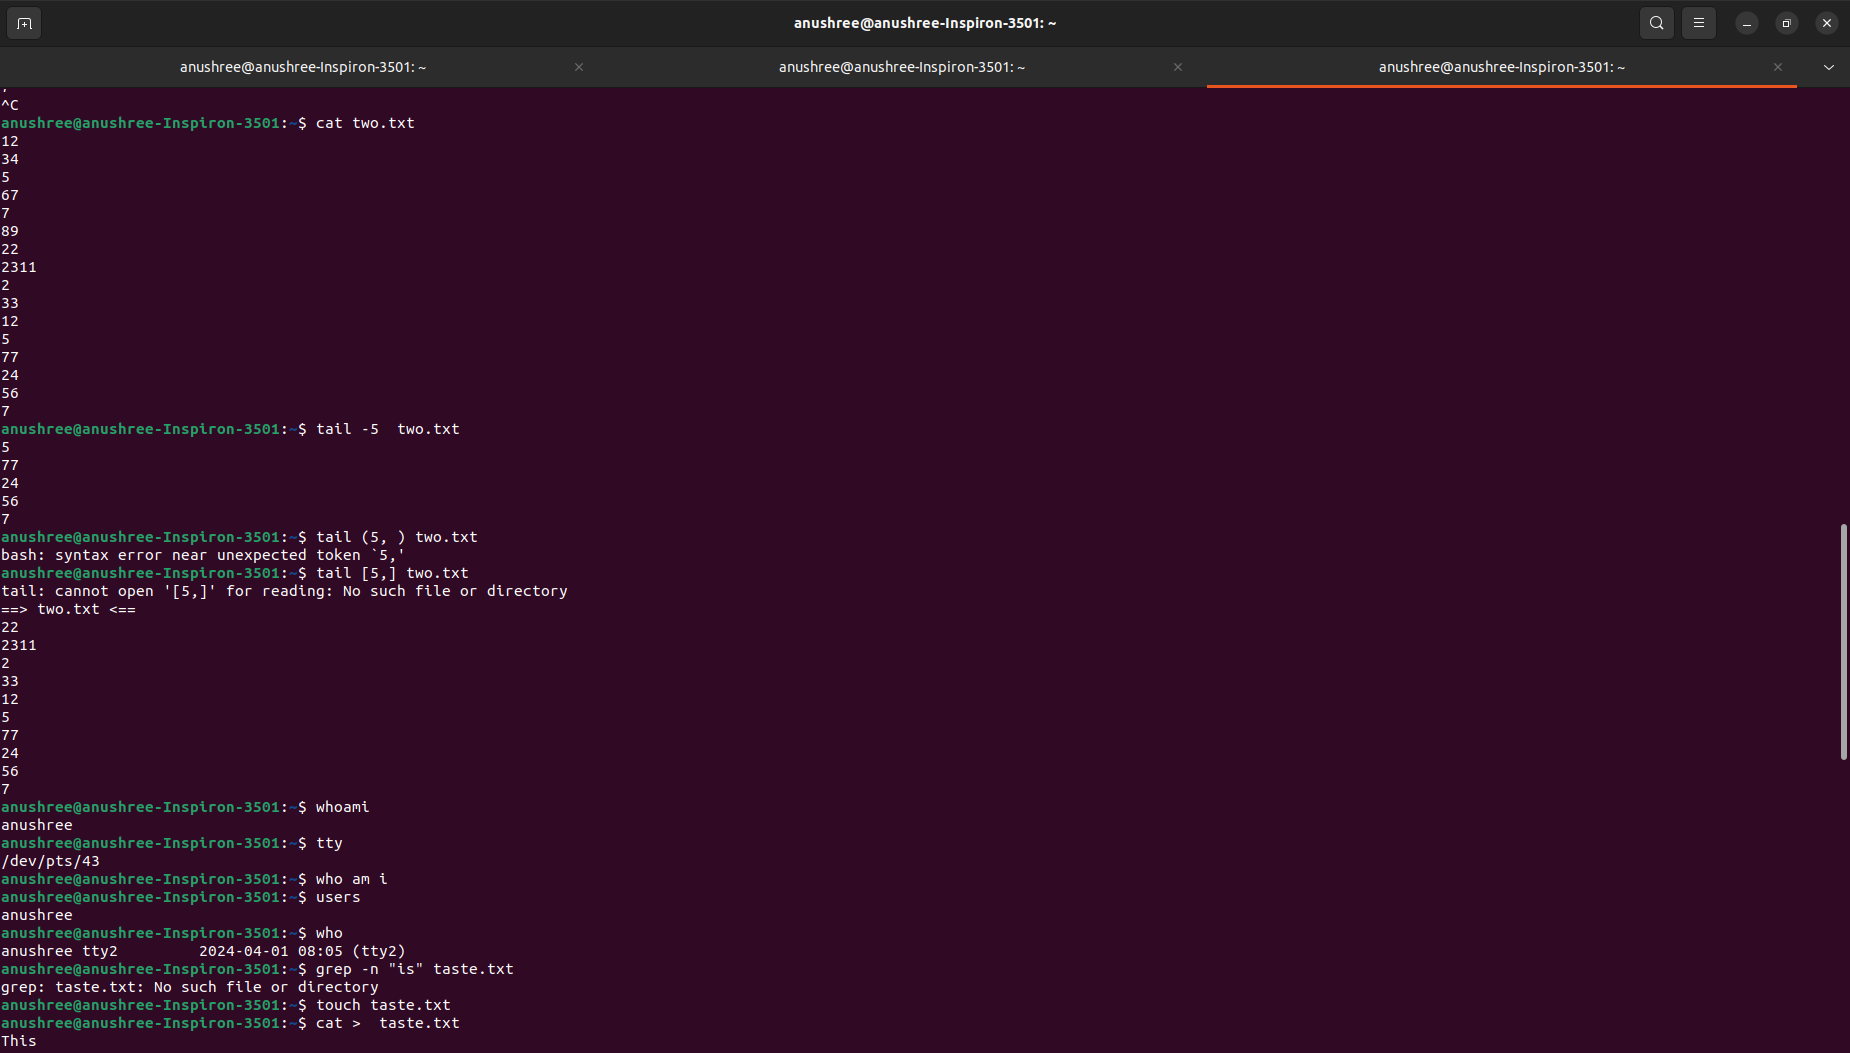 anushree@anushree-Inspiron-3501: ~
anushree@anushree-Inspiron-3501: ~
anushree@anushree-Inspiron-3501: ~
anushree@anushree-Inspiron-3501: ~
^C
anushree@anushree-Inspiron-3501:~$ cat two.txt
12
34
5
67
7
89
22
2311
2
33
12
5
77
24
56
7
anushree@anushree-Inspiron-3501:~$ tail -5  two.txt
5
77
24
56
7
anushree@anushree-Inspiron-3501:~$ tail (5, ) two.txt
bash: syntax error near unexpected token `5,'
anushree@anushree-Inspiron-3501:~$ tail [5,] two.txt
tail: cannot open '[5,]' for reading: No such file or directory
==> two.txt <==
22
2311
2
33
12
5
77
24
56
7
anushree@anushree-Inspiron-3501:~$ whoami
anushree
anushree@anushree-Inspiron-3501:~$ tty
/dev/pts/43
anushree@anushree-Inspiron-3501:~$ who am i
anushree@anushree-Inspiron-3501:~$ users
anushree
anushree@anushree-Inspiron-3501:~$ who
anushree tty2         2024-04-01 08:05 (tty2)
anushree@anushree-Inspiron-3501:~$ grep -n "is" taste.txt
grep: taste.txt: No such file or directory
anushree@anushree-Inspiron-3501:~$ touch taste.txt
anushree@anushree-Inspiron-3501:~$ cat >  taste.txt
This